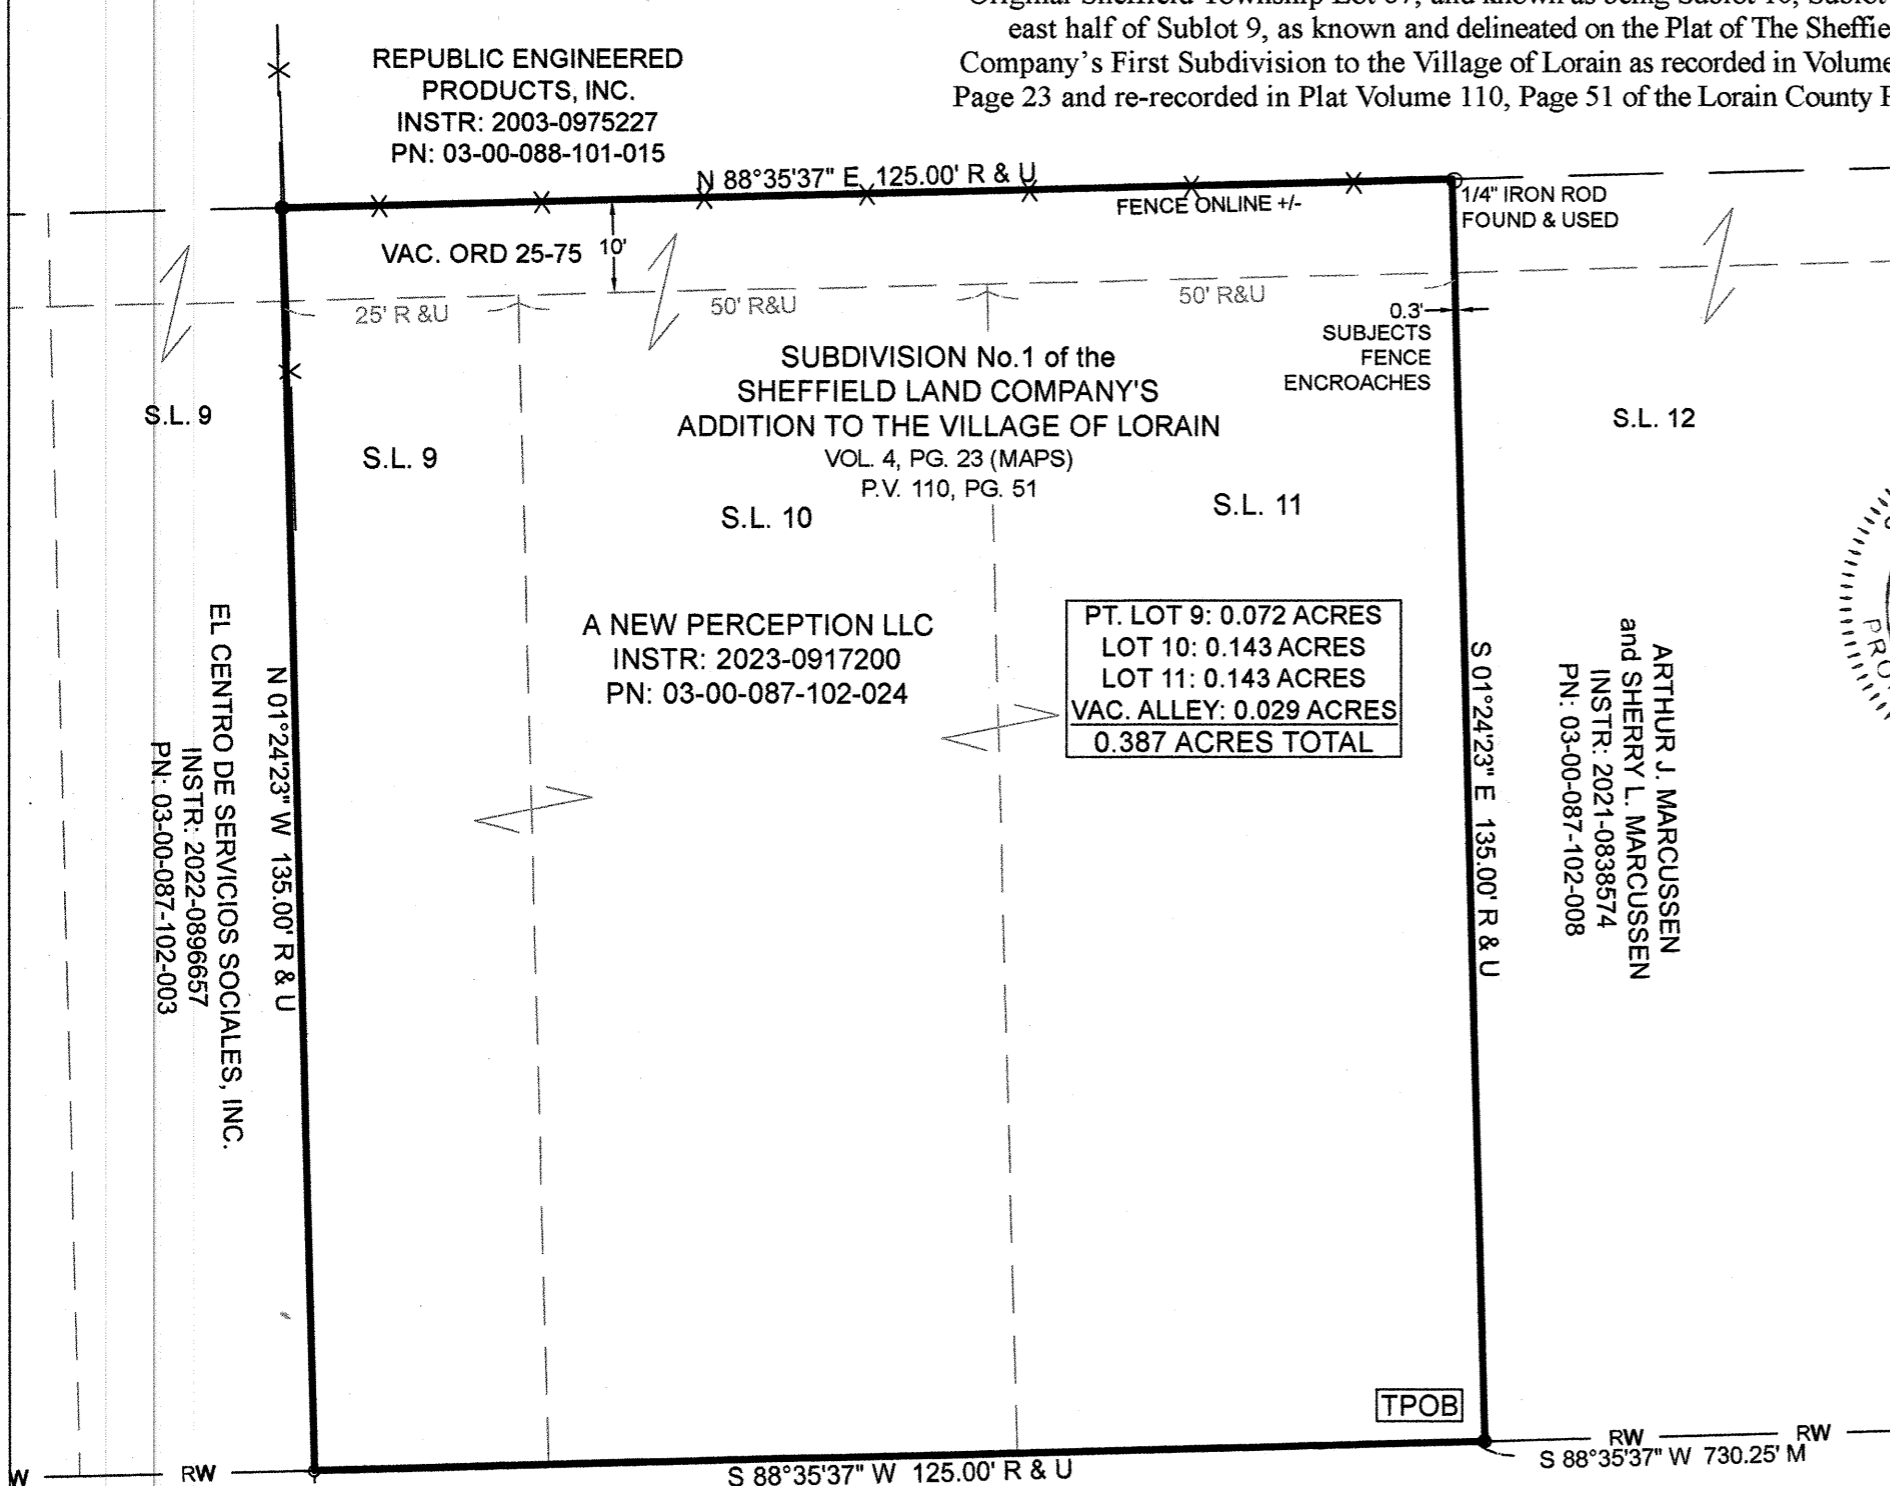 east half of Sublot 9, as known and delineated on the Plat of The Sheffie
Company's First Subdivision to the Village of Lorain as recorded in Volume
Page 23 and re-recorded in Plat Volume 110, Page 51 of the Lorain County
REPUBLIC ENGINEERED
PRODUCTS, INC.
INSTR: 2003-0975227
PN: 03-00-088-101-015
N 88°35'37" E 125.00' R & U
FENCE ONLINE +/-
1/4" IRON ROD
FOUND & USED
VAC. ORD 25-75
10'
25' R &U
50' R&U
50' R&U
0.3'
SUBJECTS
FENCE
ENCROACHES
SUBDIVISION No.1 of the
SHEFFIELD LAND COMPANY'S
ADDITION TO THE VILLAGE OF LORAIN
VOL. 4, PG. 23 (MAPS)
P.V. 110, PG. 51
S.L. 9
S.L. 9
S.L. 10
S.L. 11
S.L. 12
A NEW PERCEPTION LLC
INSTR: 2023-0917200
PN: 03-00-087-102-024
PT. LOT 9: 0.072 ACRES
LOT 10: 0.143 ACRES
LOT 11: 0.143 ACRES
VAC. ALLEY: 0.029 ACRES
0.387 ACRES TOTAL
EL CENTRO DE SERVICIOS SOCIALES, INC.
INSTR: 2022-0896657
PN: 03-00-087-102-003
N 01°24'23" W 135.00' R & U
S 01°24'23" E 135.00' R & U
ARTHUR J. MARCUSSEN
and SHERRY L. MARCUSSEN
INSTR: 2021-0838574
PN: 03-00-087-102-008
TPOB
W
RW
S 88°35'37" W 125.00' R & U
RW
RW
S 88°35'37" W 730.25' M